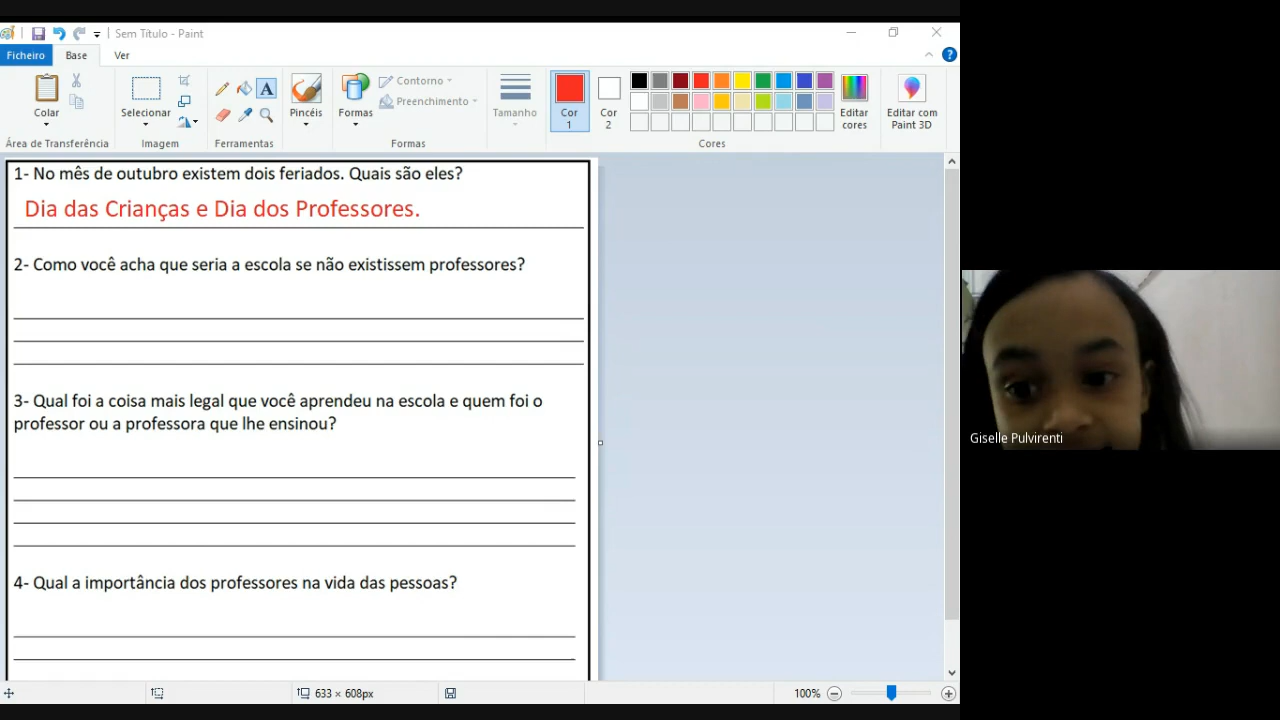 Sem Título - Paint
Ficheiro
Base
Ver
Colar
Selecionar
A
Pincéis
Formas
Contorno
Preenchimento
Tamanho
Cor
1
Cor
2
Editar
cores
Editar com
Paint 3D
Área de Transferência
Imagem
Ferramentas
Formas
Cores
1- No mês de outubro existem dois feriados. Quais são eles?
Dia das Crianças e Dia dos Professores.
2- Como você acha que seria a escola se não existissem professores?
3- Qual foi a coisa mais legal que você aprendeu na escola e quem foi o
professor ou a professora que lhe ensinou?
4- Qual a importância dos professores na vida das pessoas?
Giselle Pulvirenti
633 × 608px
100%